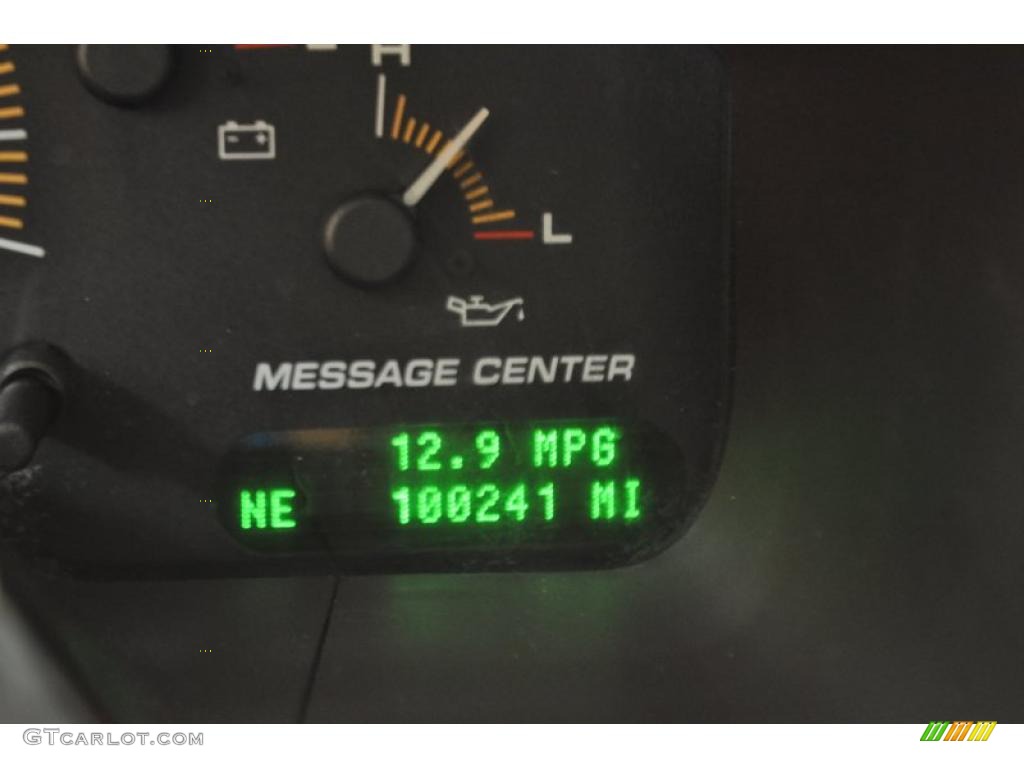 H
L
MESSAGE CENTER
12.9 MPG
NE 100241 MI
GTCARLOT.COM